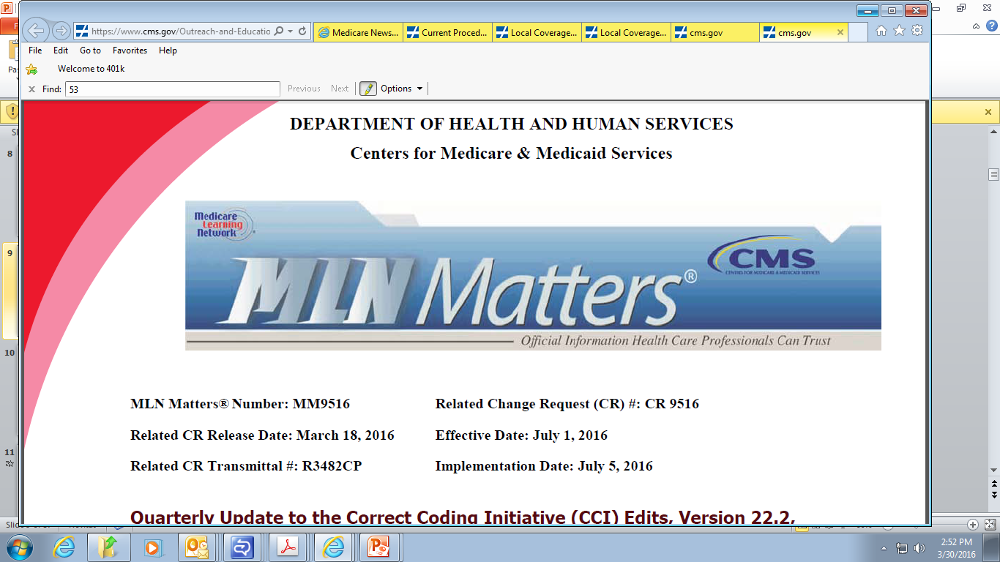 https://www.cms.gov/Outreach-and-Educatio
Medicare News...
Current Proced...
Local Coverage...
Local Coverage...
cms.gov
cms.gov
File Edit Go to Favorites Help
Welcome to 401k
Find: 53 Previous Next Options
DEPARTMENT OF HEALTH AND HUMAN SERVICES
Centers for Medicare & Medicaid Services
Medicare
Learning
Network®
MLN Matters®
CMS
CENTERS FOR MEDICARE & MEDICAID SERVICES
Official Information Health Care Professionals Can Trust
MLN Matters® Number: MM9516 Related Change Request (CR) #: CR 9516
Related CR Release Date: March 18, 2016 Effective Date: July 1, 2016
Related CR Transmittal #: R3482CP Implementation Date: July 5, 2016
Quarterly Update to the Correct Coding Initiative (CCI) Edits, Version 22.2,
8
9
10
11
2:52 PM
3/30/2016